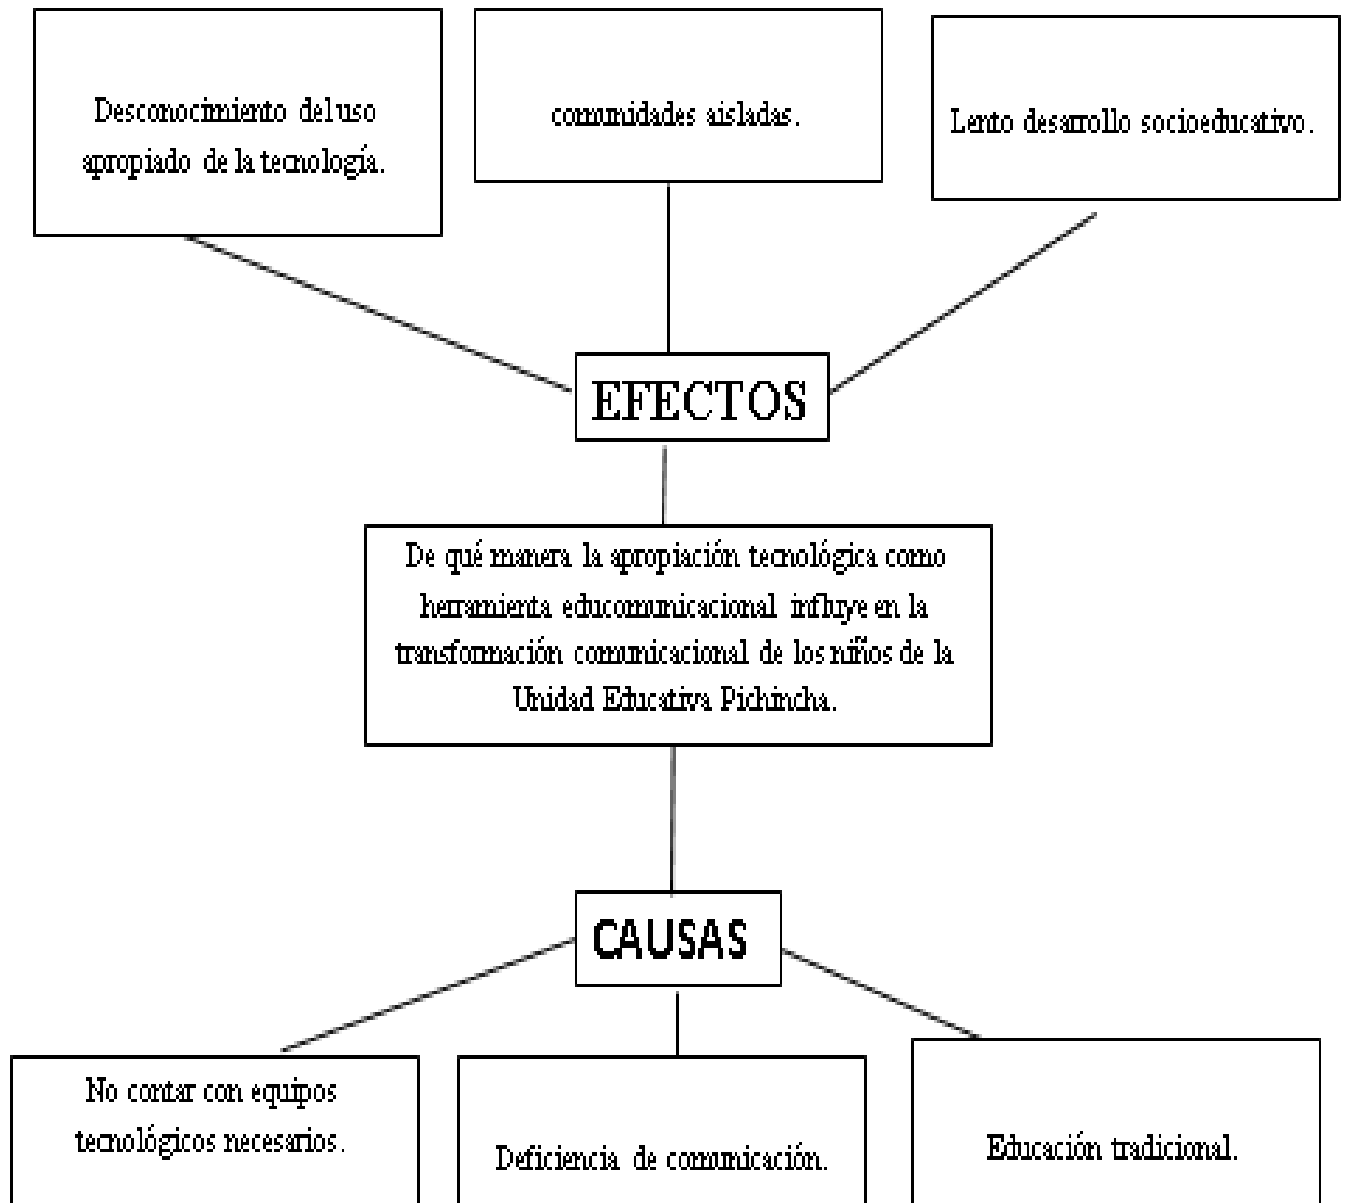 Desconocimiento del uso
apropiado de la tecnología.
comunidades aisladas.
Lento desarrollo socioeducativo.
EFECTOS
De qué manera la apropiación tecnológica como
herramienta educomunicacional influye en la
transformación comunicacional de los niños de la
Unidad Educativa Pichincha.
CAUSAS
No contar con equipos
tecnológicos necesarios.
Deficiencia de comunicación.
Educación tradicional.